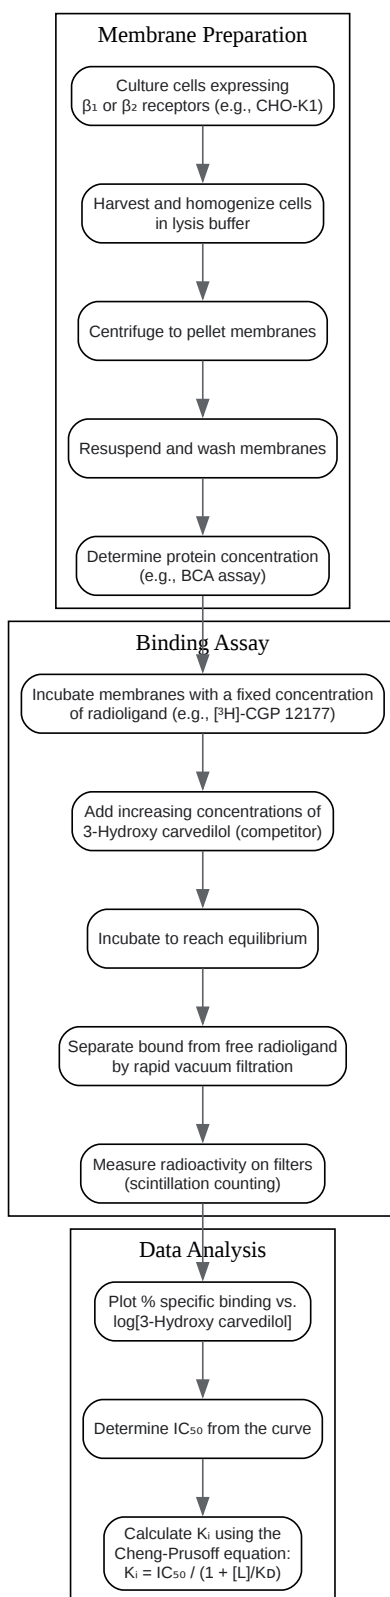 Membrane Preparation
Culture cells expressing
β₁ or β₂ receptors (e.g., CHO-K1)
Harvest and homogenize cells
in lysis buffer
Centrifuge to pellet membranes
Resuspend and wash membranes
Determine protein concentration
(e.g., BCA assay)
Binding Assay
Incubate membranes with a fixed concentration
of radioligand (e.g., [³H]-CGP 12177)
Add increasing concentrations of
3-Hydroxy carvedilol (competitor)
Incubate to reach equilibrium
Separate bound from free radioligand
by rapid vacuum filtration
Measure radioactivity on filters
(scintillation counting)
Data Analysis
Plot % specific binding vs.
log[3-Hydroxy carvedilol]
Determine IC₅₀ from the curve
Calculate Kᵢ using the
Cheng-Prusoff equation:
Kᵢ = IC₅₀ / (1 + [L]/Kᴅ)